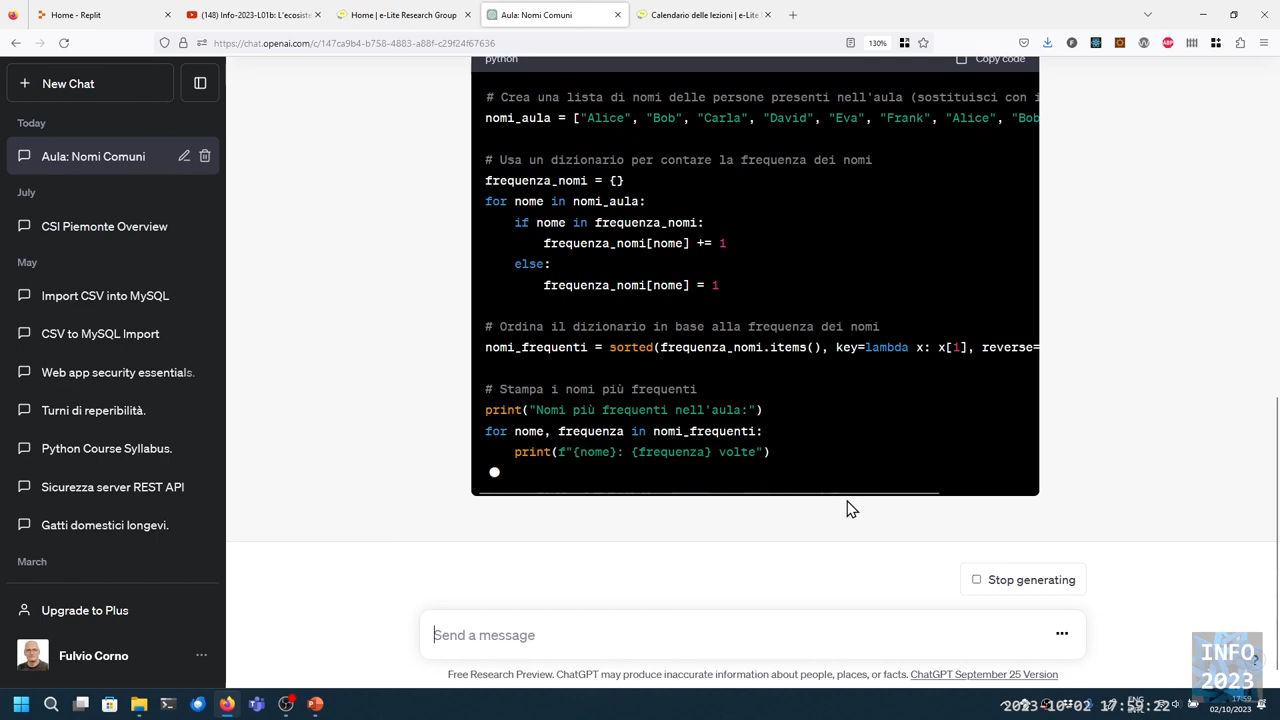 Home - Replit
(148) Info-2023-L01b: L'ecosiste
Home | e-Lite Research Group
Aula: Nomi Comuni
Calendario delle lezioni | e-Lite
https://chat.openai.com/c/147ca9b4-b758-4883-a88f-c29f24f67636
130%
New Chat
Today
Aula: Nomi Comuni
July
CSI Piemonte Overview
May
Import CSV into MySQL
CSV to MySQL Import
Web app security essentials.
Turni di reperibilità.
Python Course Syllabus.
Sicurezza server REST API
Gatti domestici longevi.
March
Upgrade to Plus
Fulvio Corno
python
Copy code
# Crea una lista di nomi delle persone presenti nell'aula (sostituisci con i
nomi_aula = ["Alice", "Bob", "Carla", "David", "Eva", "Frank", "Alice", "Bob
# Usa un dizionario per contare la frequenza dei nomi
frequenza_nomi = {}
for nome in nomi_aula:
    if nome in frequenza_nomi:
        frequenza_nomi[nome] += 1
    else:
        frequenza_nomi[nome] = 1
# Ordina il dizionario in base alla frequenza dei nomi
nomi_frequenti = sorted(frequenza_nomi.items(), key=lambda x: x[1], reverse=
# Stampa i nomi più frequenti
print("Nomi più frequenti nell'aula:")
for nome, frequenza in nomi_frequenti:
    print(f"{nome}: {frequenza} volte")
Stop generating
Send a message
Free Research Preview. ChatGPT may produce inaccurate information about people, places, or facts. ChatGPT September 25 Version
INFO
2023
2023-10-02 17:59:22
ENG
INTL
17:59
02/10/2023